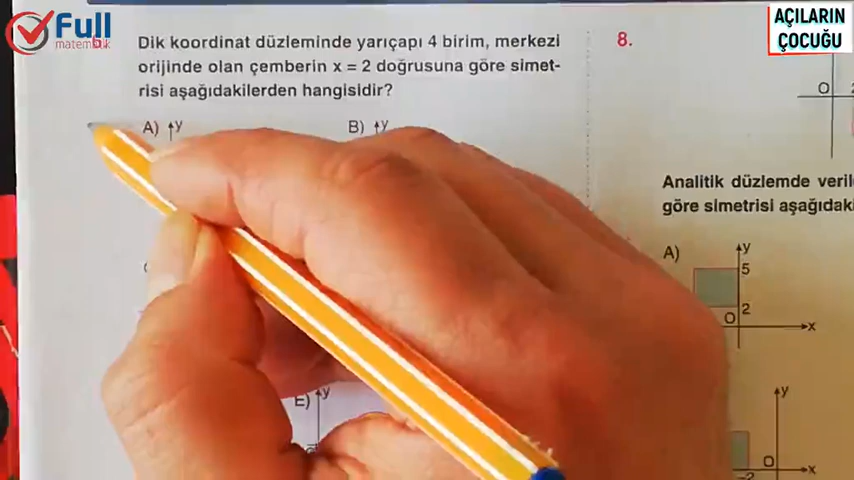 Full
matematik
AÇILARIN
ÇOCUĞU
Dik koordinat düzleminde yarıçapı 4 birim, merkezi
orijinde olan çemberin x = 2 doğrusuna göre simet-
risi aşağıdakilerden hangisidir?
A) y
B) y
E) y
8.
O
Analitik düzlemde veril
göre simetrisi aşağıdak
A)
y
5
2
O
x
y
O
x
-2